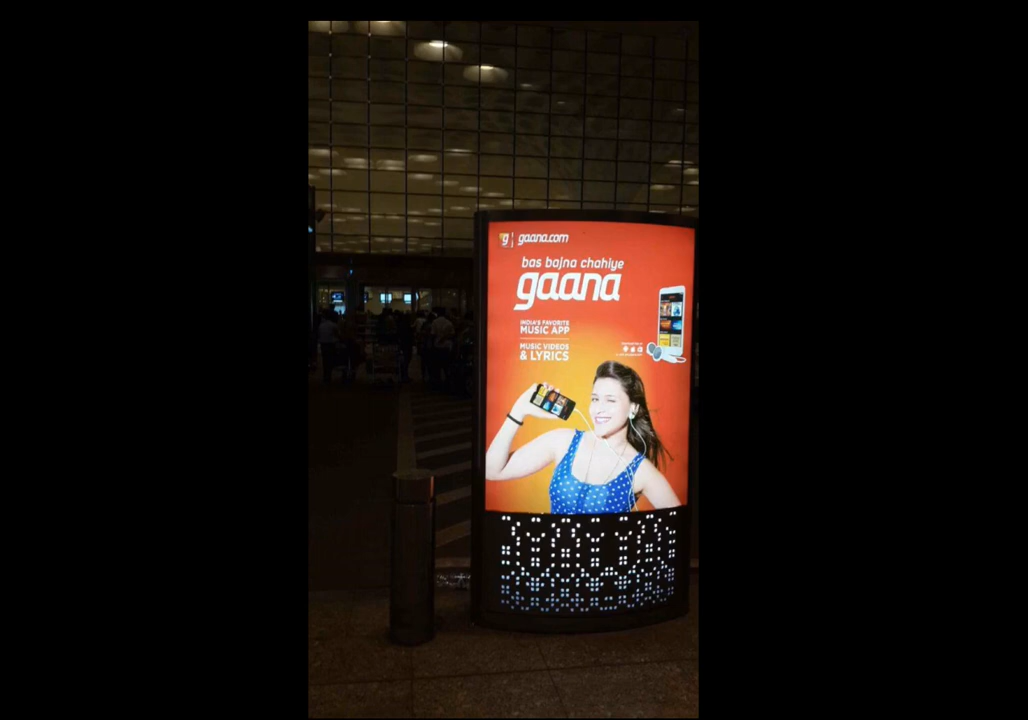 g gaana.com
bas bajna chahiye
gaana
INDIA'S FAVORITE
MUSIC APP
MUSIC VIDEOS
& LYRICS